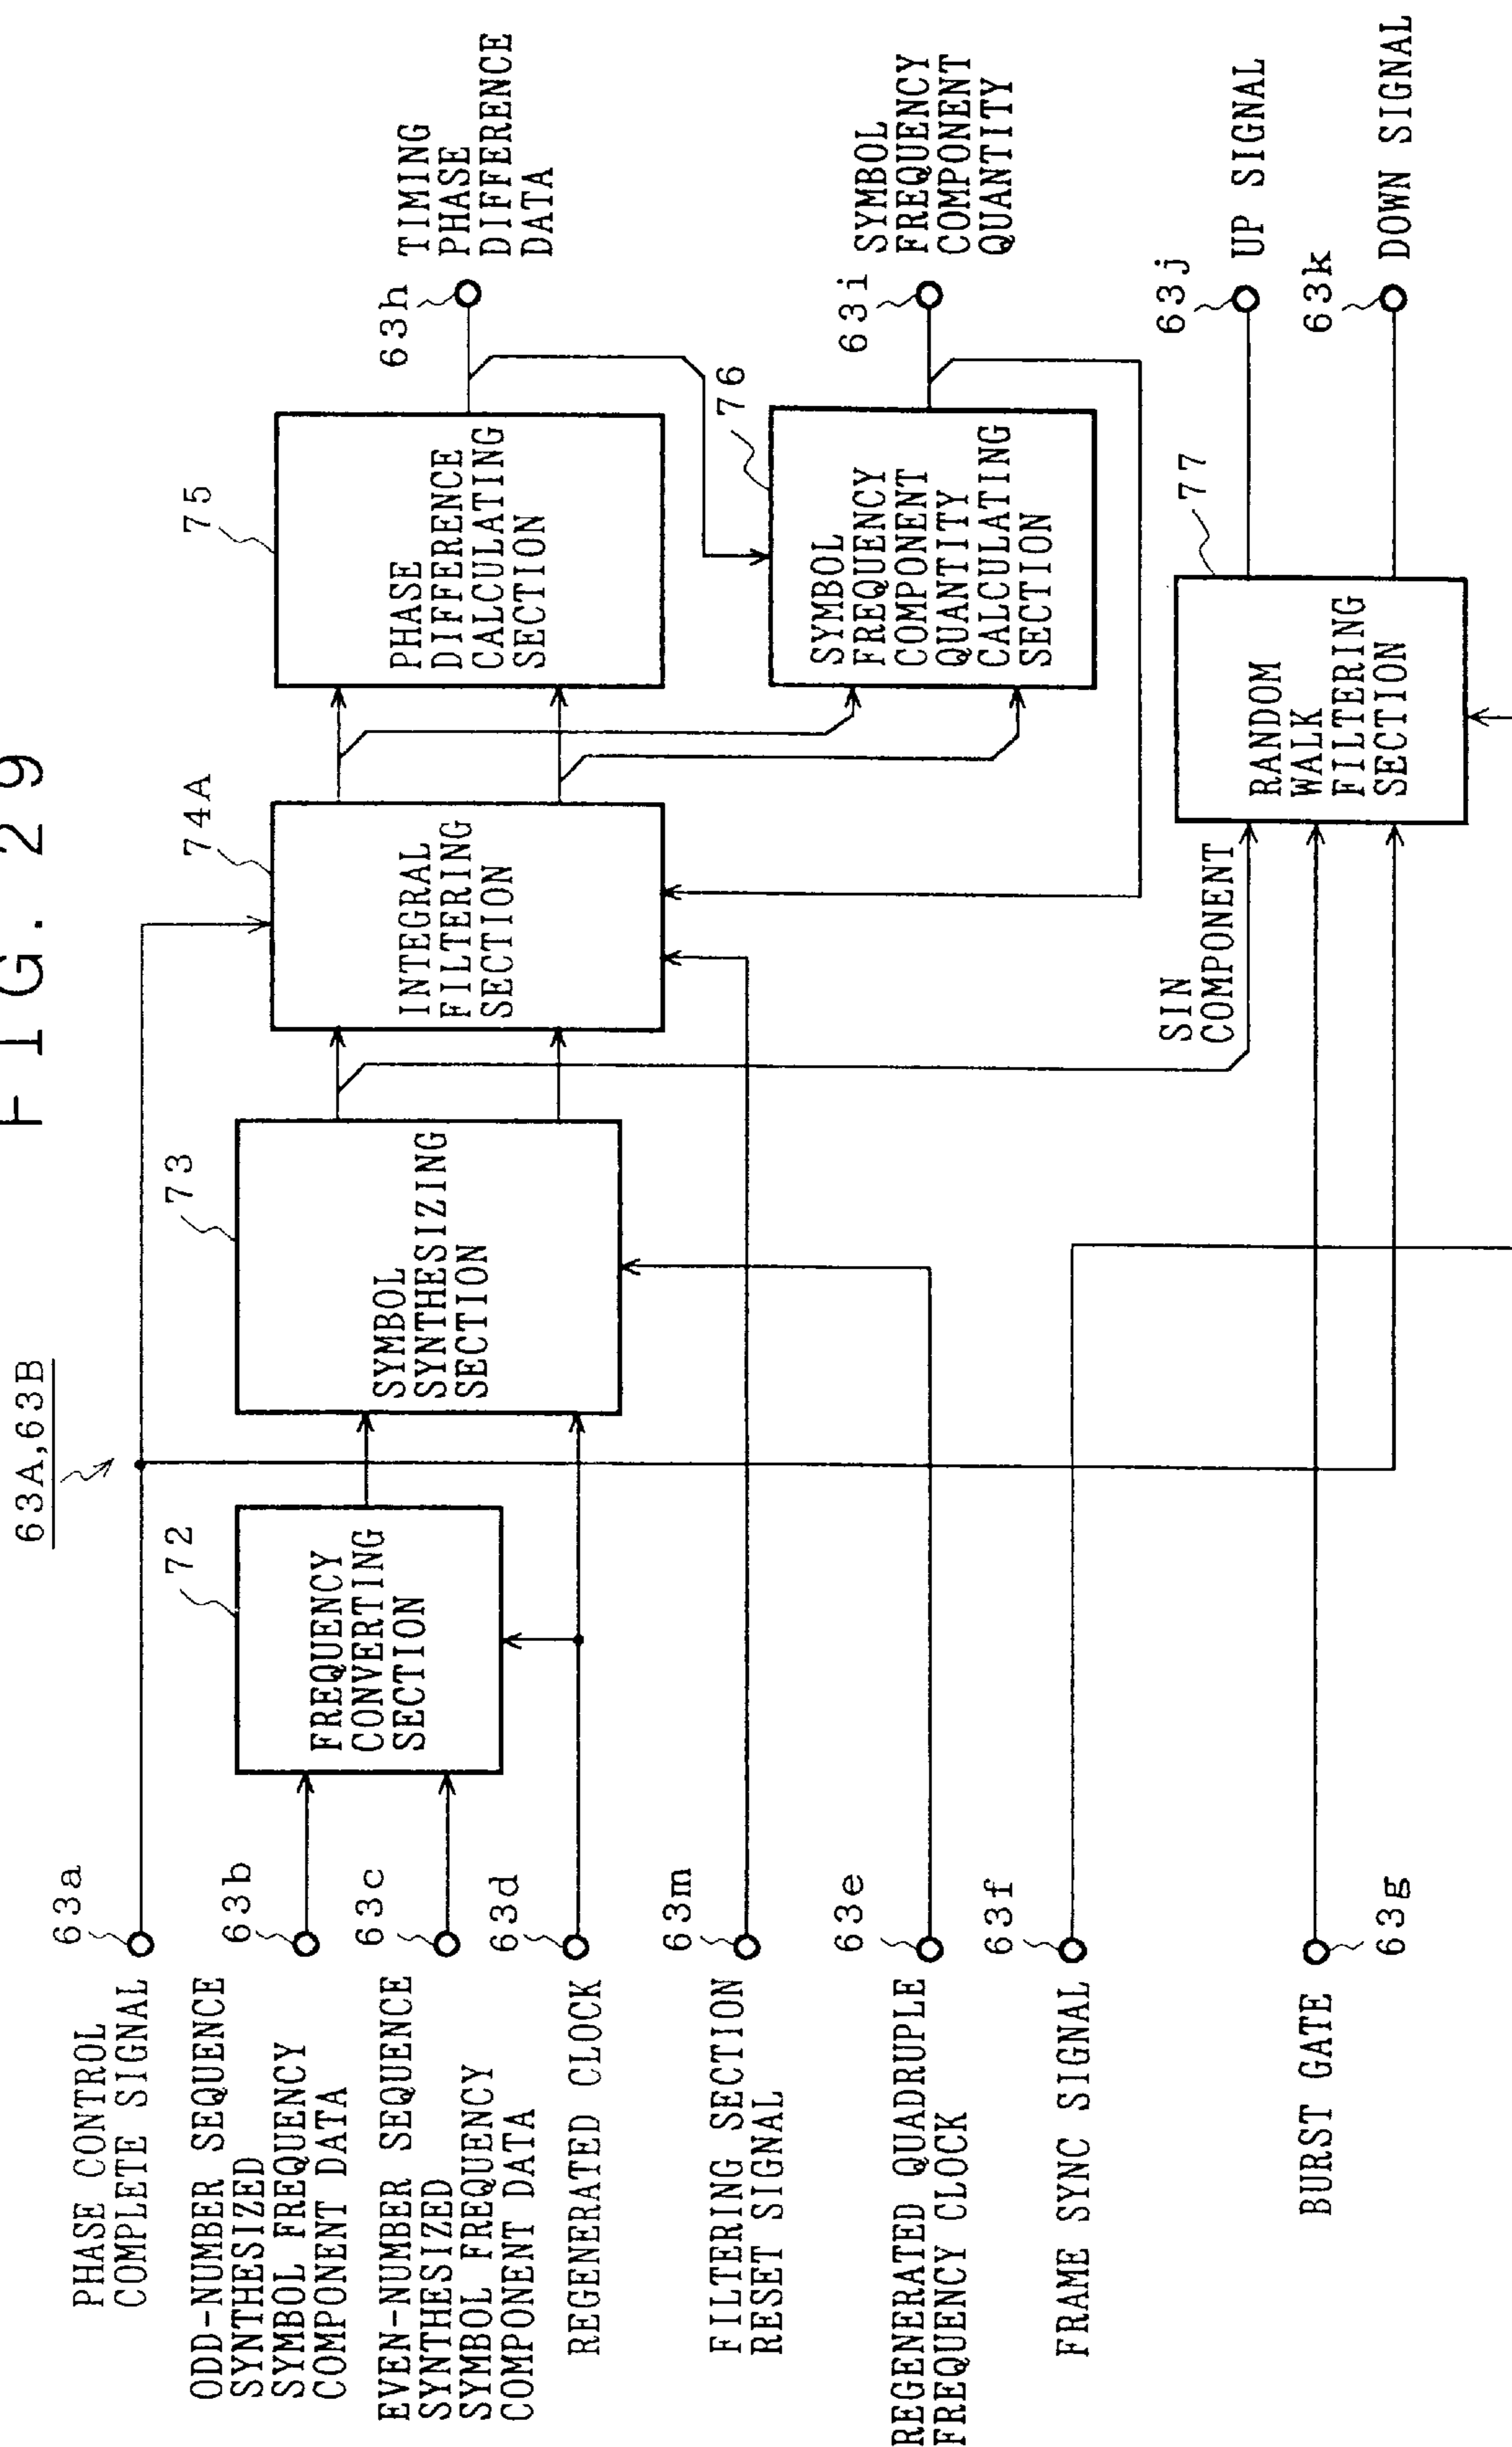 FIG. 29
63A,63B
63a
PHASE CONTROL
COMPLETE SIGNAL
63b
ODD-NUMBER SEQUENCE
SYNTHESIZED
SYMBOL FREQUENCY
COMPONENT DATA
63c
EVEN-NUMBER SEQUENCE
SYNTHESIZED
SYMBOL FREQUENCY
COMPONENT DATA
63d
REGENERATED CLOCK
63m
FILTERING SECTION
RESET SIGNAL
63e
REGENERATED QUADRUPLE
FREQUENCY CLOCK
63f
FRAME SYNC SIGNAL
63g
BURST GATE
72
FREQUENCY
CONVERTING
SECTION
73
SYMBOL
SYNTHESIZING
SECTION
74A
INTEGRAL
FILTERING
SECTION
75
PHASE
DIFFERENCE
CALCULATING
SECTION
76
SYMBOL
FREQUENCY
COMPONENT
QUANTITY
CALCULATING
SECTION
SIN
COMPONENT
77
RANDOM
WALK
FILTERING
SECTION
63h
TIMING
PHASE
DIFFERENCE
DATA
63i
SYMBOL
FREQUENCY
COMPONENT
QUANTITY
63j
UP SIGNAL
63k
DOWN SIGNAL